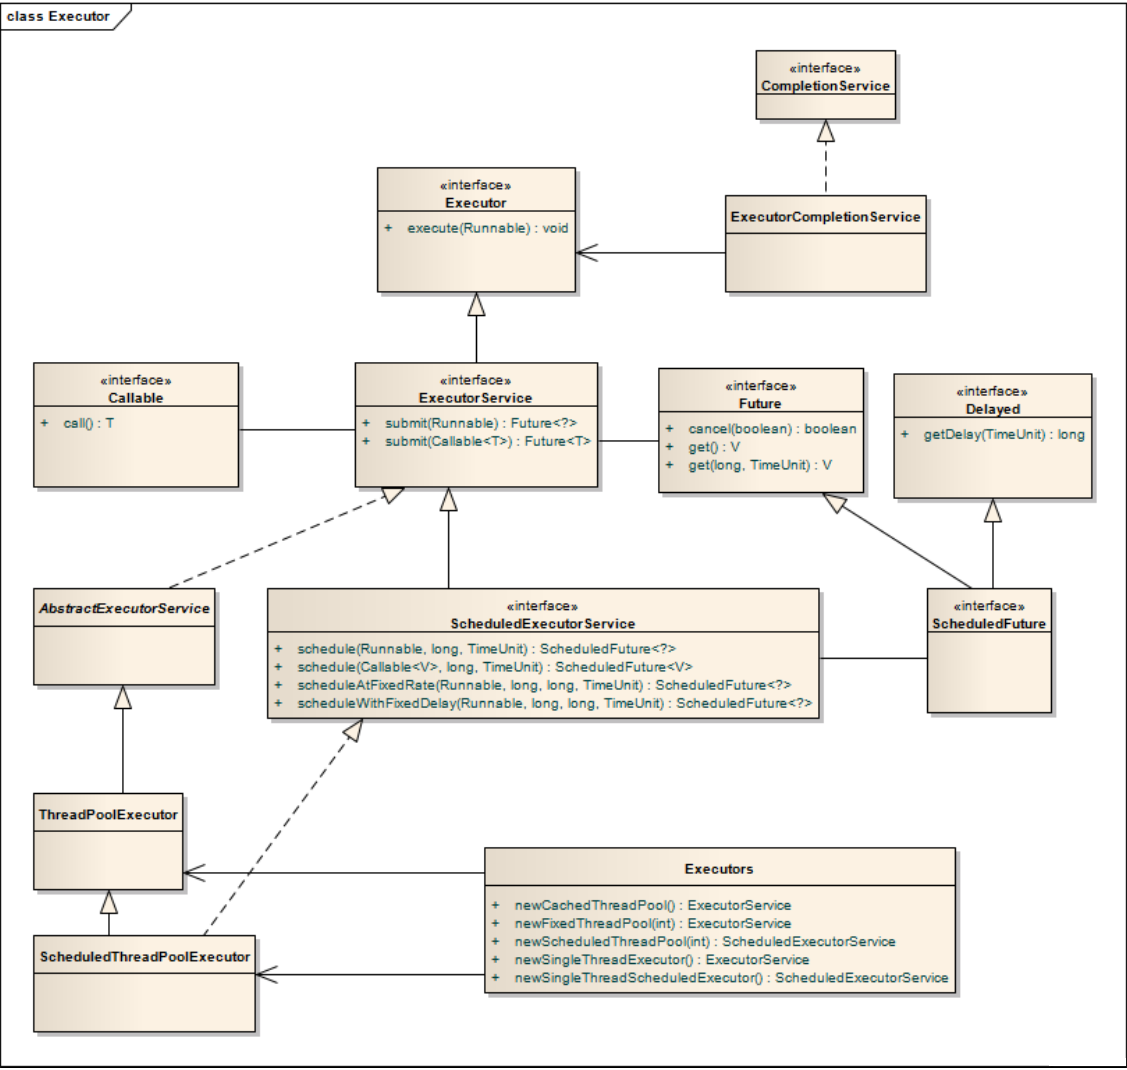 class Executor
«interface»
CompletionService
«interface»
Executor
+ execute(Runnable) : void
ExecutorCompletionService
«interface»
Callable
+ call() : T
«interface»
ExecutorService
+ submit(Runnable) : Future<?>
+ submit(Callable<T>) : Future<T>
«interface»
Future
+ cancel(boolean) : boolean
+ get() : V
+ get(long, TimeUnit) : V
«interface»
Delayed
+ getDelay(TimeUnit) : long
AbstractExecutorService
«interface»
ScheduledExecutorService
+ schedule(Runnable, long, TimeUnit) : ScheduledFuture<?>
+ schedule(Callable<V>, long, TimeUnit) : ScheduledFuture<V>
+ scheduleAtFixedRate(Runnable, long, long, TimeUnit) : ScheduledFuture<?>
+ scheduleWithFixedDelay(Runnable, long, long, TimeUnit) : ScheduledFuture<?>
«interface»
ScheduledFuture
ThreadPoolExecutor
Executors
+ newCachedThreadPool() : ExecutorService
+ newFixedThreadPool(int) : ExecutorService
+ newScheduledThreadPool(int) : ScheduledExecutorService
+ newSingleThreadExecutor() : ExecutorService
+ newSingleThreadScheduledExecutor() : ScheduledExecutorService
ScheduledThreadPoolExecutor